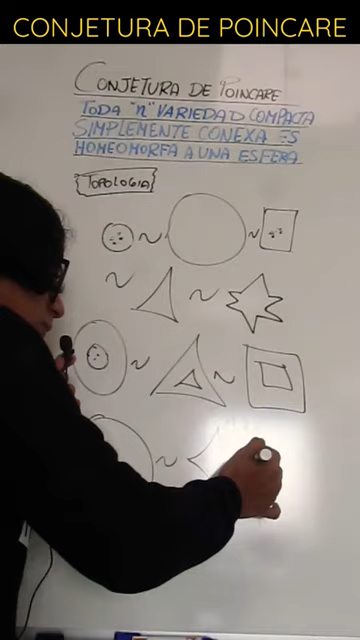 CONJETURA DE POINCARE
CONJETURA DE POINCARE
TODA "n" VARIEDAD COMPACTA
SIMPLEMENTE CONEXA ES
HOMEOMORFA A UNA ESFERA
TOPOLOGIA